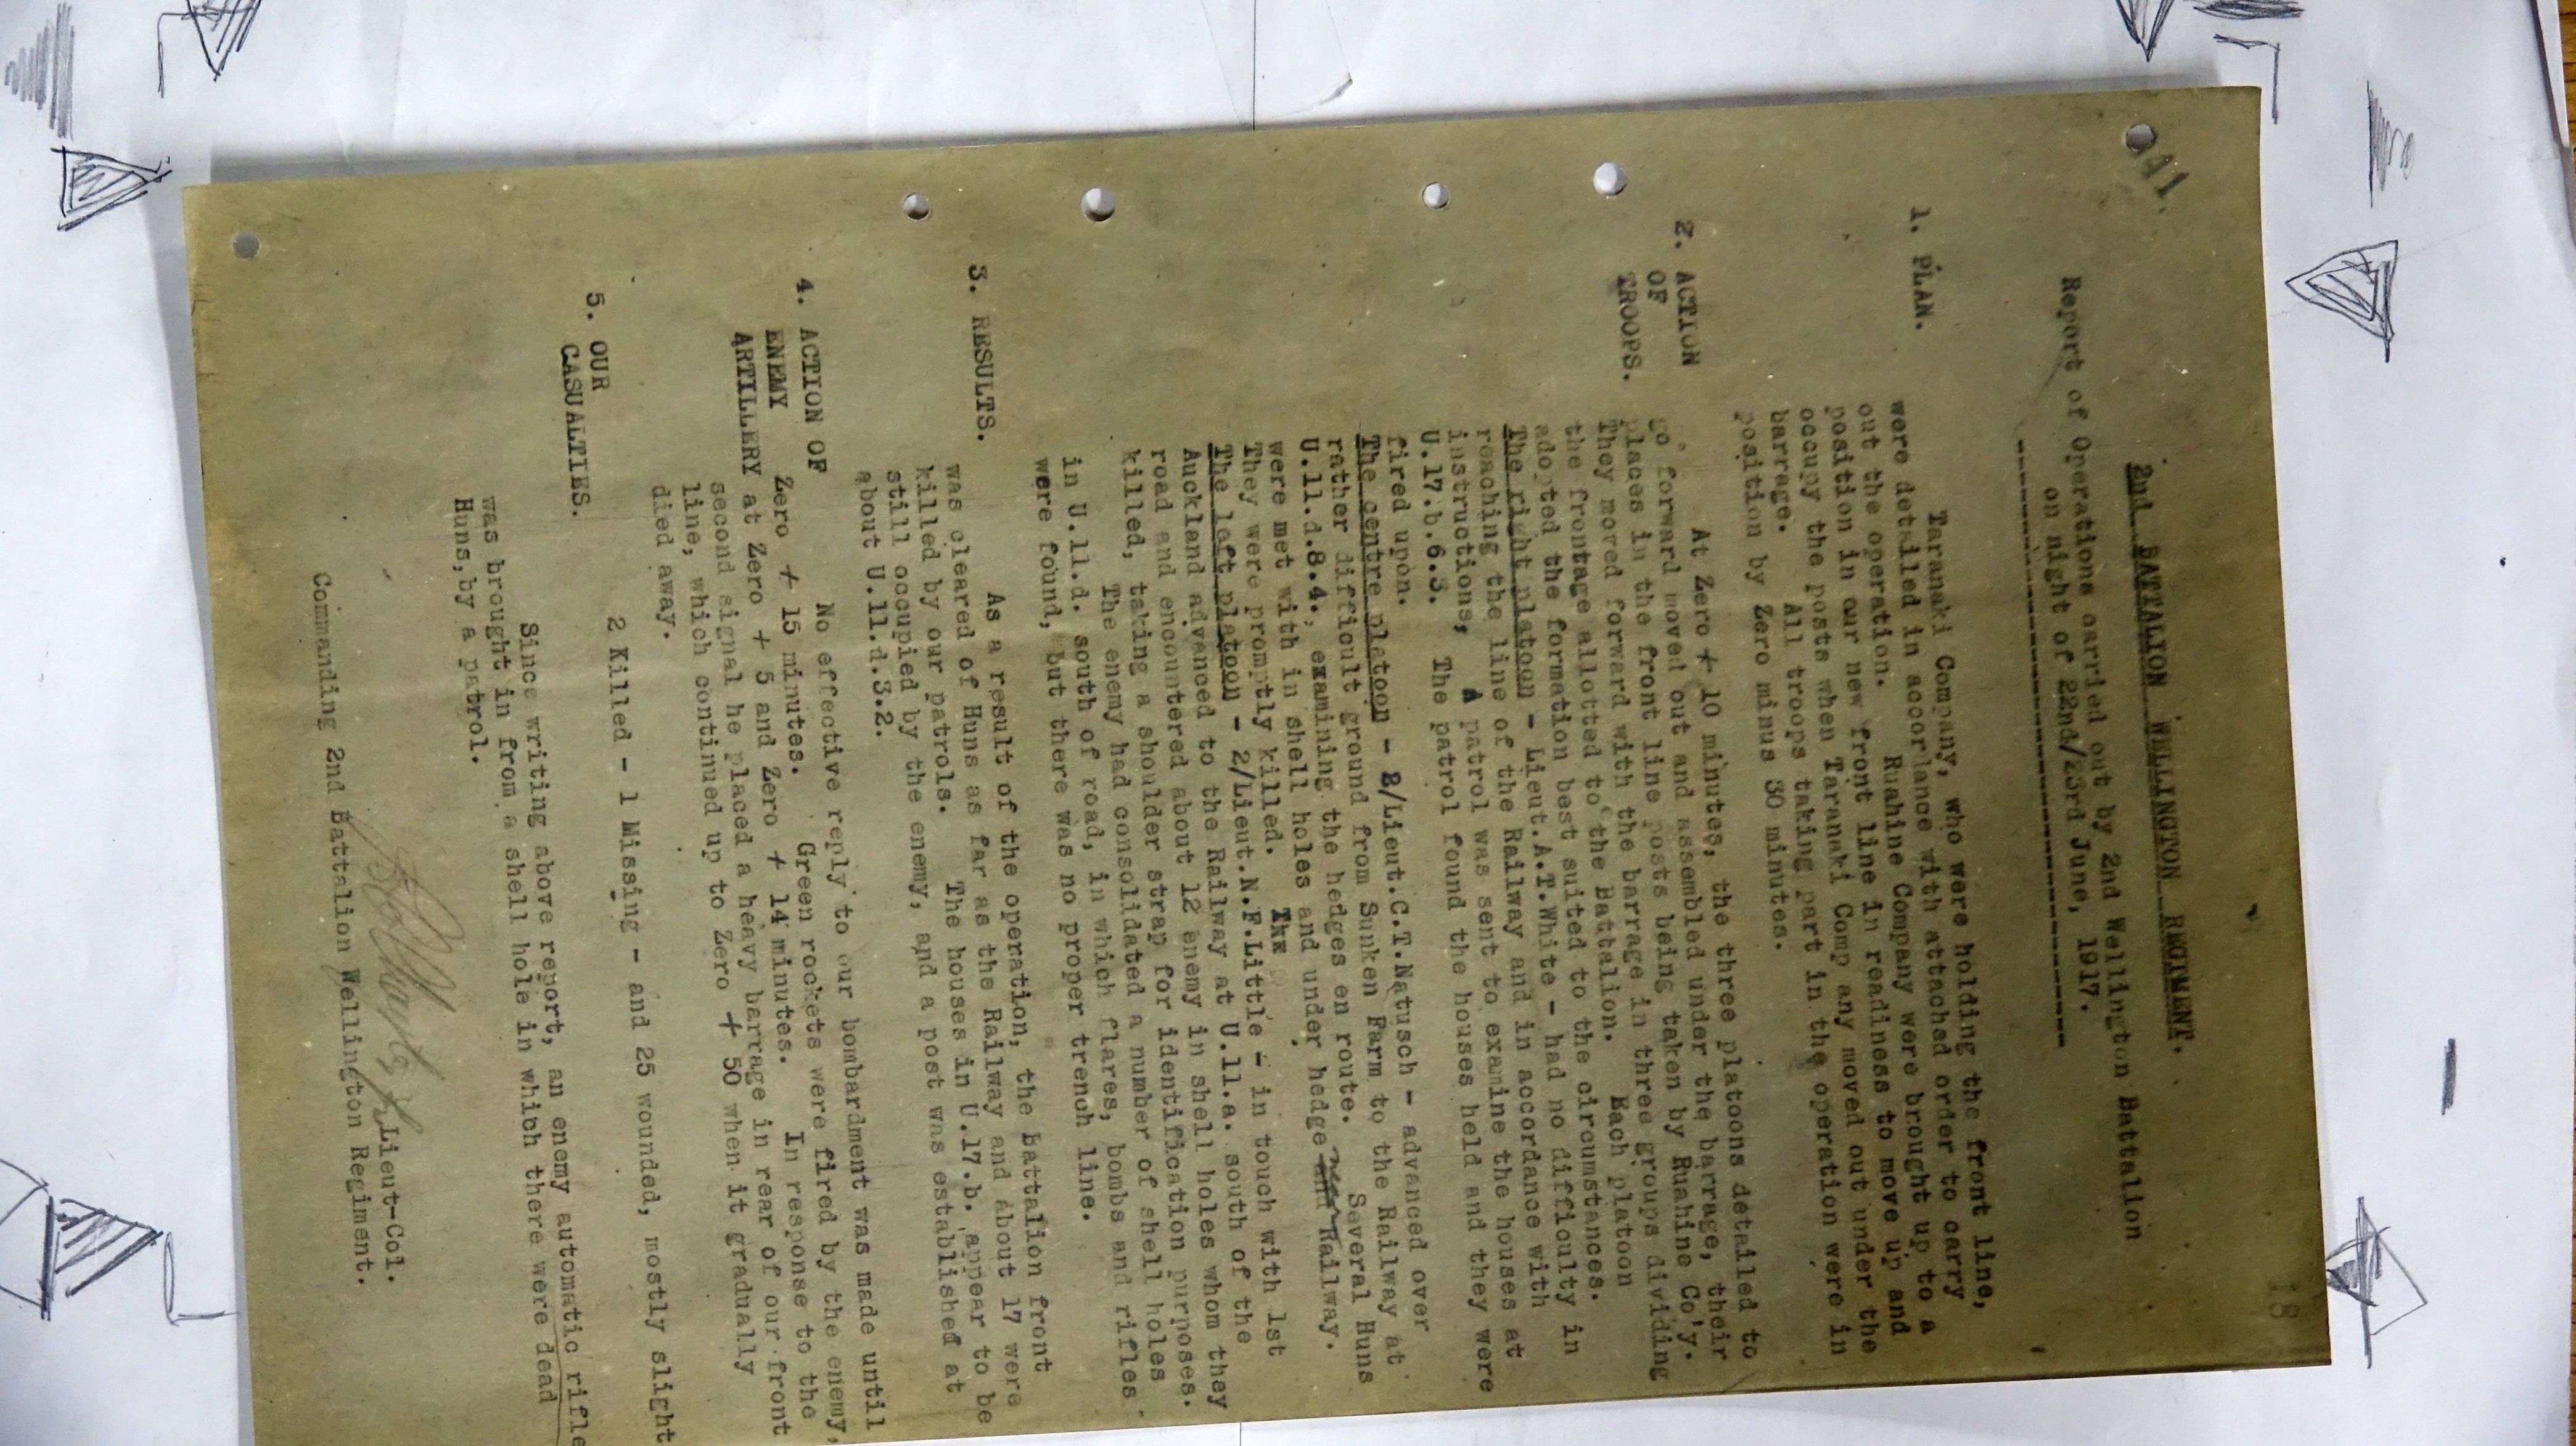 2nd. BATTALION WELLINGTON REGIMENT.
Report of Operations carried out by 2nd Wellington Battalion
on night of 22nd/23rd June, 1917.
1. PLAN.
Taranaki Company, who were holding the front line,
were detailed in accordance with attached order to carry
out the operation. Ruahine Company were brought up to a
position in our new front line in readiness to move up and
occupy the posts when Taranaki Comp any moved out under the
barrage. All troops taking part in the operation were in
position by Zero minus 30 minutes.
2. ACTION
OF
TROOPS.
At Zero + 10 minutes, the three platoons detailed to
go forward moved out and assembled under the barrage, their
places in the front line posts being taken by Ruahine Co'y.
They moved forward with the barrage in three groups dividing
the frontage allotted to the Battalion. Each platoon
adopted the formation best suited to the circumstances.
The right platoon - Lieut.A.T.White - had no difficulty in
reaching the line of the Railway and in accordance with
instructions, A patrol was sent to examine the houses at
U.17.b.6.3. The patrol found the houses held and they were
fired upon.
The centre platoon - 2/Lieut.C.T.Natusch - advanced over
rather difficult ground from Sunken Farm to the Railway at
U.11.d.8.4., examining the hedges en route. Several Huns
were met with in shell holes and under hedge and near Railway.
They were promptly killed. The
The left platoon - 2/Lieut.N.F.Little - in touch with 1st
Auckland advanced to the Railway at U.11.a. south of the
road and encountered about 12 enemy in shell holes whom they
killed, taking a shoulder strap for identification purposes.
The enemy had consolidated a number of shell holes
in U.11.d. south of road, in which flares, bombs and rifles
were found, but there was no proper trench line.
3. RESULTS.
As a result of the operation, the Battalion front
was cleared of Huns as far as the Railway and about 17 were
killed by our patrols. The houses in U.17.b. appear to be
still occupied by the enemy, and a post was established at
about U.11.d.3.2.
4. ACTION OF
ENEMY
ARTILLERY
No effective reply to our bombardment was made until
Zero + 15 minutes. Green rockets were fired by the enemy,
at Zero + 5 and Zero + 14 minutes. In response to the
second signal he placed a heavy barrage in rear of our front
line, which continued up to Zero + 50 when it gradually
died away.
5. OUR
CASUALTIES.
2 Killed - 1 Missing - and 25 wounded, mostly slight
Since writing above report, an enemy automatic rifle
was brought in from a shell hole in which there were dead
Huns, by a patrol.
Lieut-Col.
Commanding 2nd Battalion Wellington Regiment.